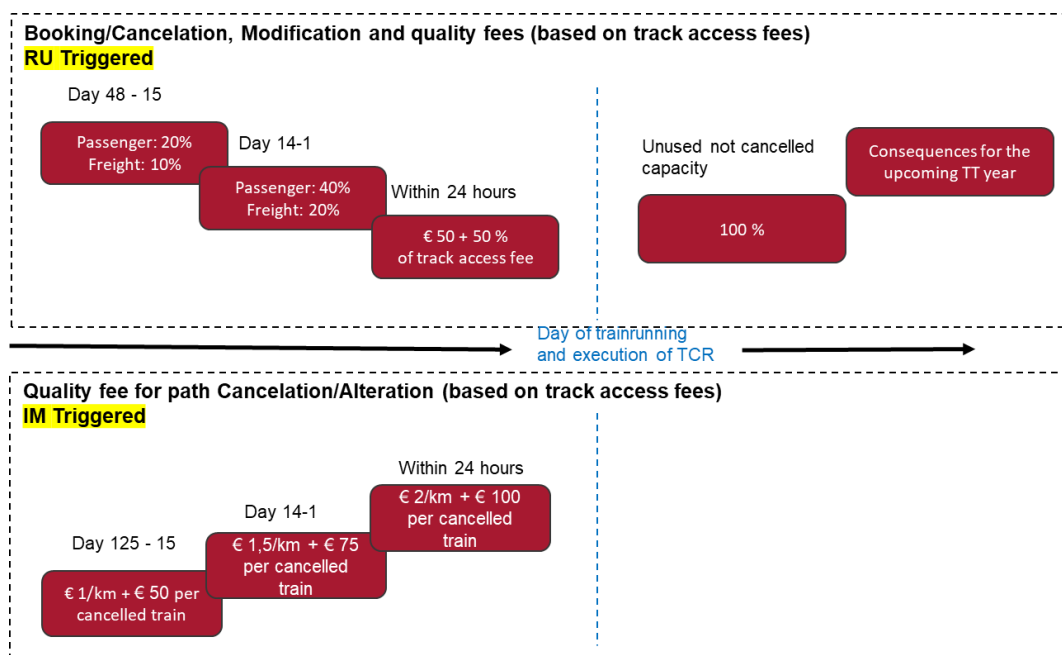 Booking/Cancelation, Modification and quality fees (based on track access fees)
RU Triggered
Day 48 - 15
Passenger: 20%
Freight: 10%
Day 14-1
Passenger: 40%
Freight: 20%
Within 24 hours
€ 50 + 50 %
of track access fee
Unused not cancelled
capacity
100 %
Consequences for the
upcoming TT year
Day of trainrunning
and execution of TCR
Quality fee for path Cancelation/Alteration (based on track access fees)
IM Triggered
Day 125 - 15
€ 1/km + € 50 per
cancelled train
Day 14-1
€ 1,5/km + € 75
per cancelled
train
Within 24 hours
€ 2/km + € 100
per cancelled
train